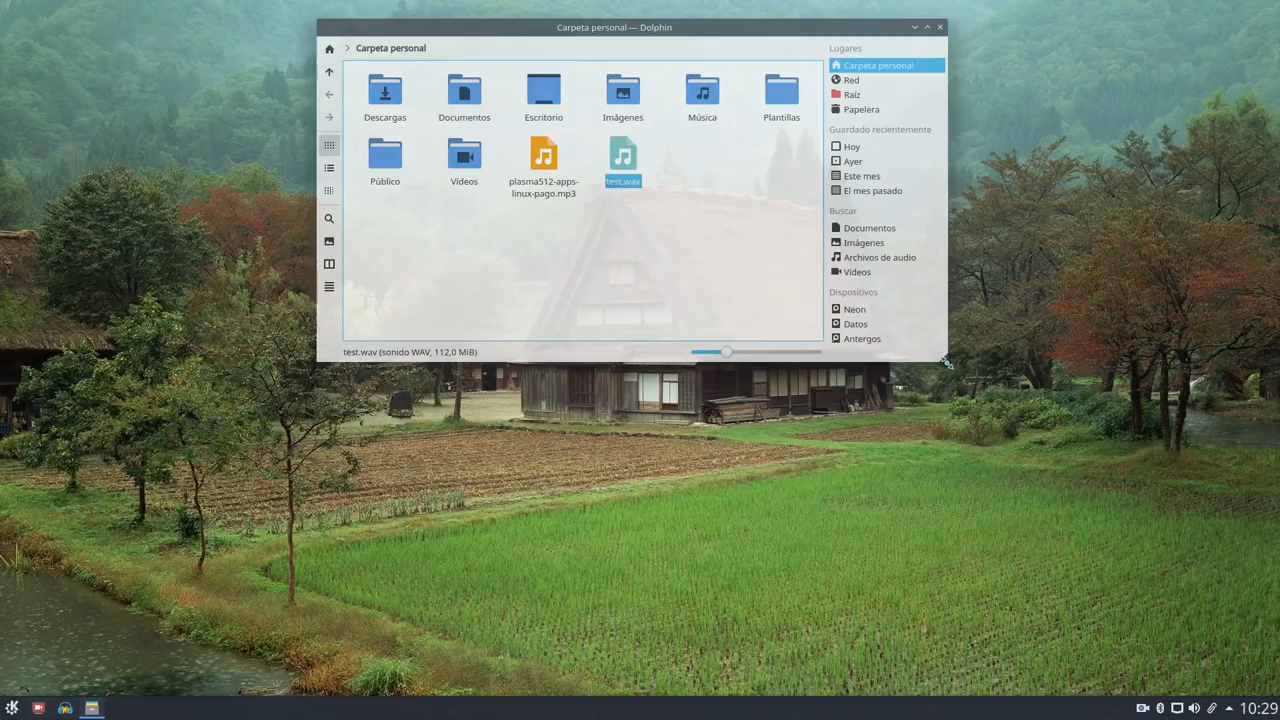 Carpeta personal — Dolphin
Carpeta personal
Descargas
Documentos
Escritorio
Imágenes
Música
Plantillas
Público
Vídeos
plasma512-apps-
linux-pago.mp3
test.wav
test.wav (sonido WAV, 112,0 MiB)
Lugares
Carpeta personal
Red
Raíz
Papelera
Guardado recientemente
Hoy
Ayer
Este mes
El mes pasado
Buscar
Documentos
Imágenes
Archivos de audio
Vídeos
Dispositivos
Neon
Datos
Antergos
10:29